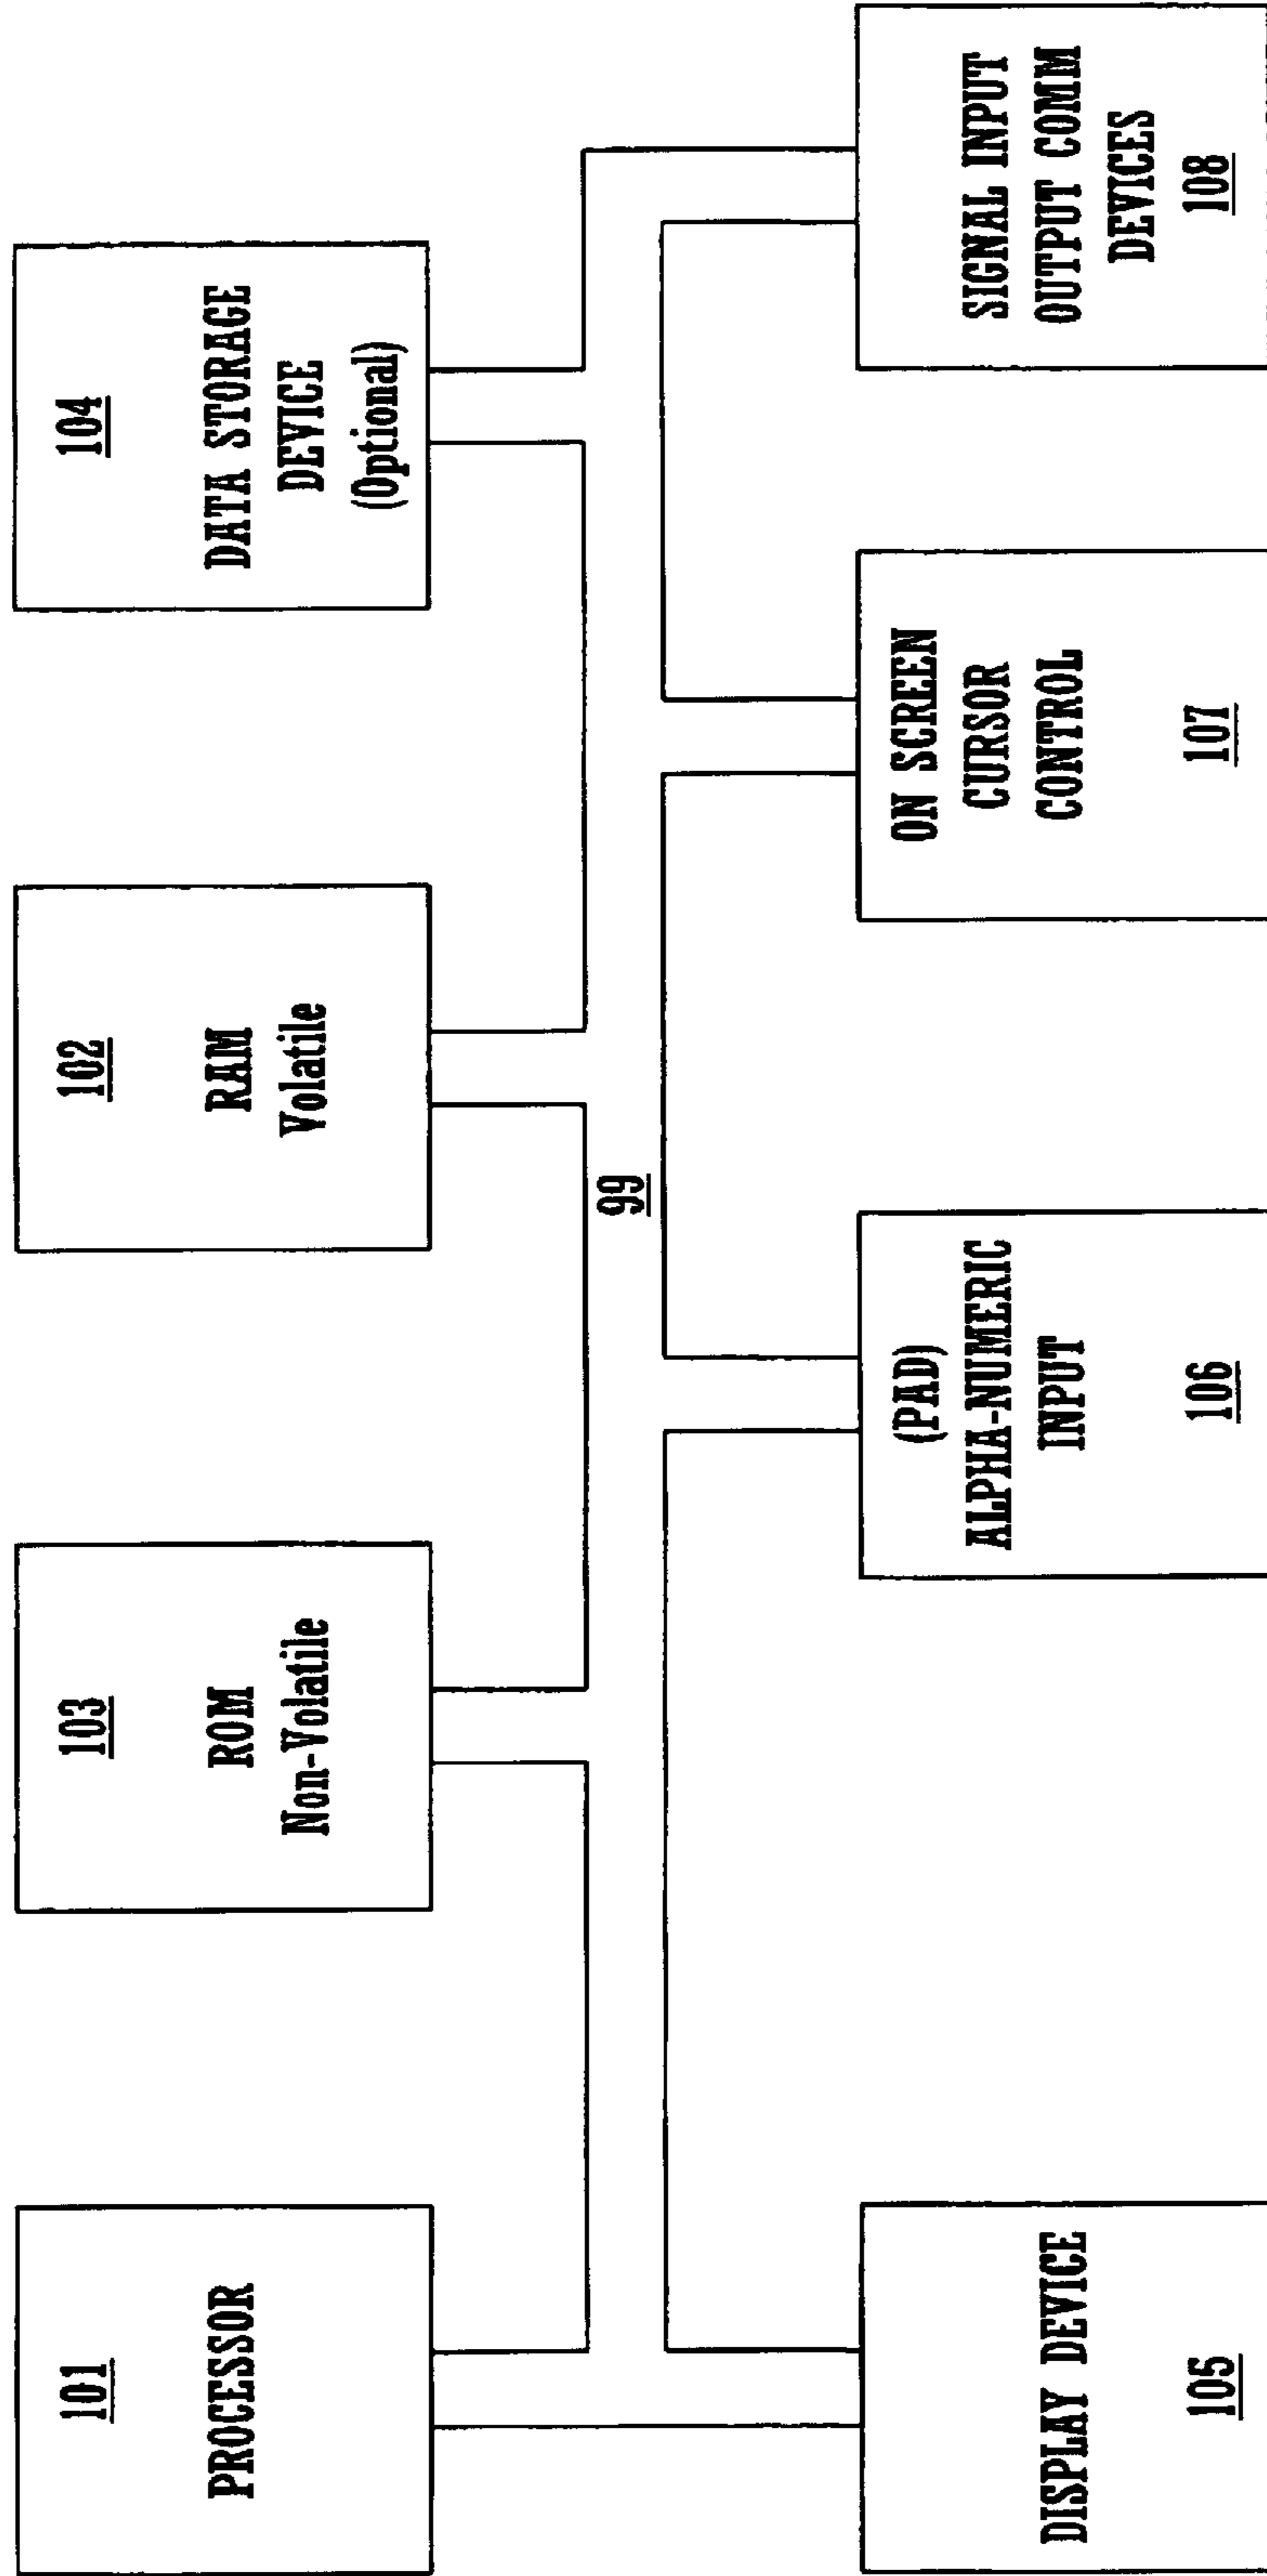 101
PROCESSOR
103
ROM
Non-Volatile
102
RAM
Volatile
104
DATA STORAGE
DEVICE
(Optional)
99
DISPLAY DEVICE
105
(PAD)
ALPHA-NUMERIC
INPUT
106
ON SCREEN
CURSOR
CONTROL
107
SIGNAL INPUT
OUTPUT COMM
DEVICES
108